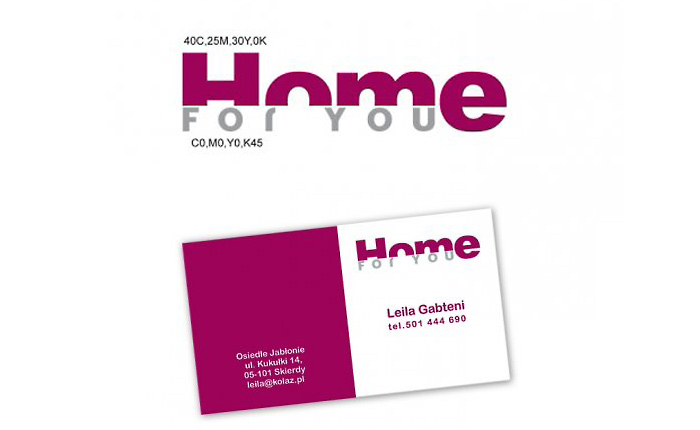 40C,25M,30Y,0K
Home
FOr YOU
C0,M0,Y0,K45
Home
FOr YOU
Leila Gabteni
tel.501 444 690
Osiedle Jabłonie
ul. Kukułki 14,
05-101 Skierdy
leila@kolaz.pl